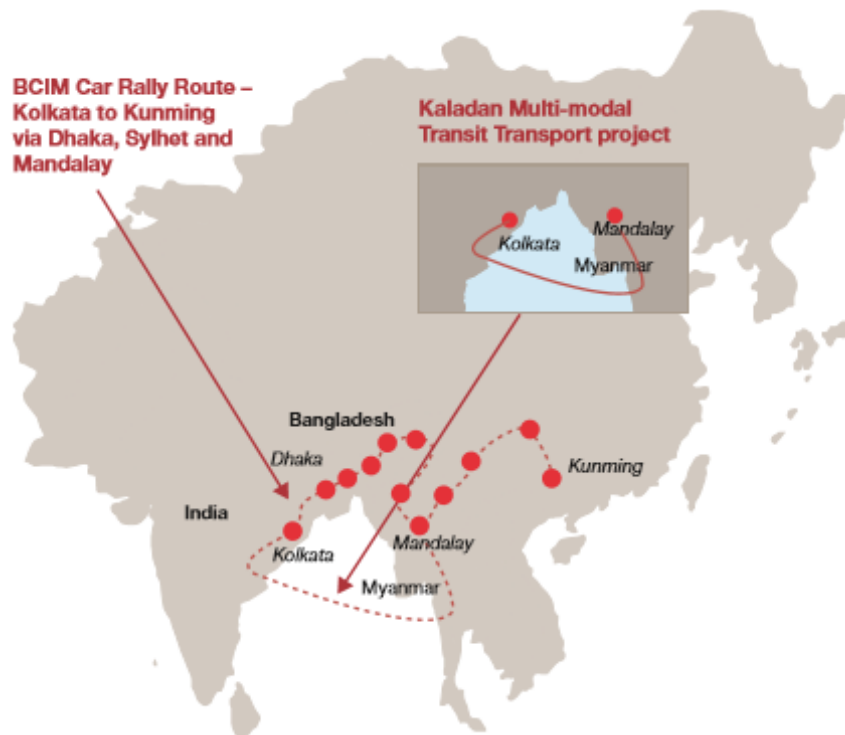 BCIM Car Rally Route –
Kolkata to Kunming
via Dhaka, Sylhet and
Mandalay
Kaladan Multi-modal
Transit Transport project
Kolkata
Mandalay
Myanmar
Bangladesh
Dhaka
Kunming
India
Kolkata
Mandalay
Myanmar